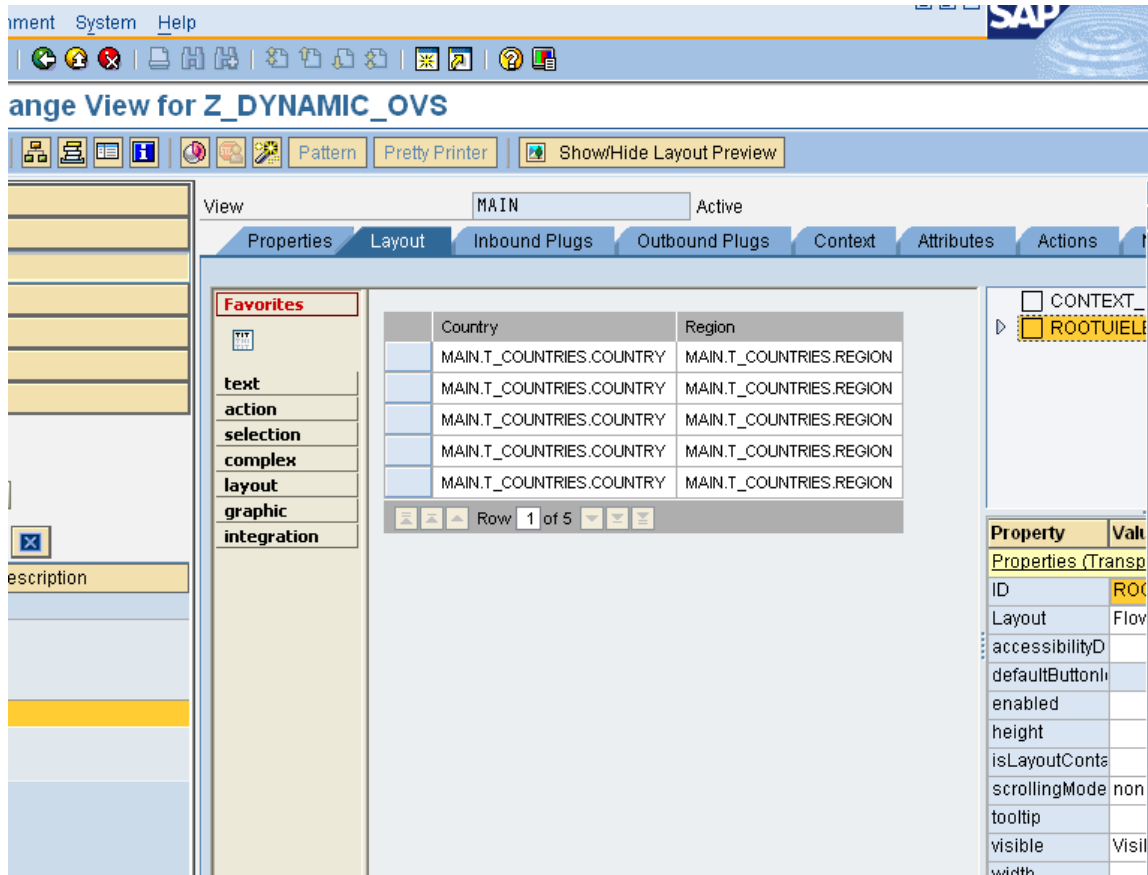 nment System Help
SAP
ange View for Z_DYNAMIC_OVS
Pattern Pretty Printer Show/Hide Layout Preview
View MAIN Active
Properties Layout Inbound Plugs Outbound Plugs Context Attributes Actions
Favorites
text
action
selection
complex
layout
graphic
integration
Country Region
MAIN.T_COUNTRIES.COUNTRY MAIN.T_COUNTRIES.REGION
MAIN.T_COUNTRIES.COUNTRY MAIN.T_COUNTRIES.REGION
MAIN.T_COUNTRIES.COUNTRY MAIN.T_COUNTRIES.REGION
MAIN.T_COUNTRIES.COUNTRY MAIN.T_COUNTRIES.REGION
MAIN.T_COUNTRIES.COUNTRY MAIN.T_COUNTRIES.REGION
Row 1 of 5
CONTEXT_
ROOTUIELE
escription
Property Valu
Properties (Transp
ID ROO
Layout Flow
accessibilityD
defaultButtonI
enabled
height
isLayoutConta
scrollingMode non
tooltip
visible Visil
width